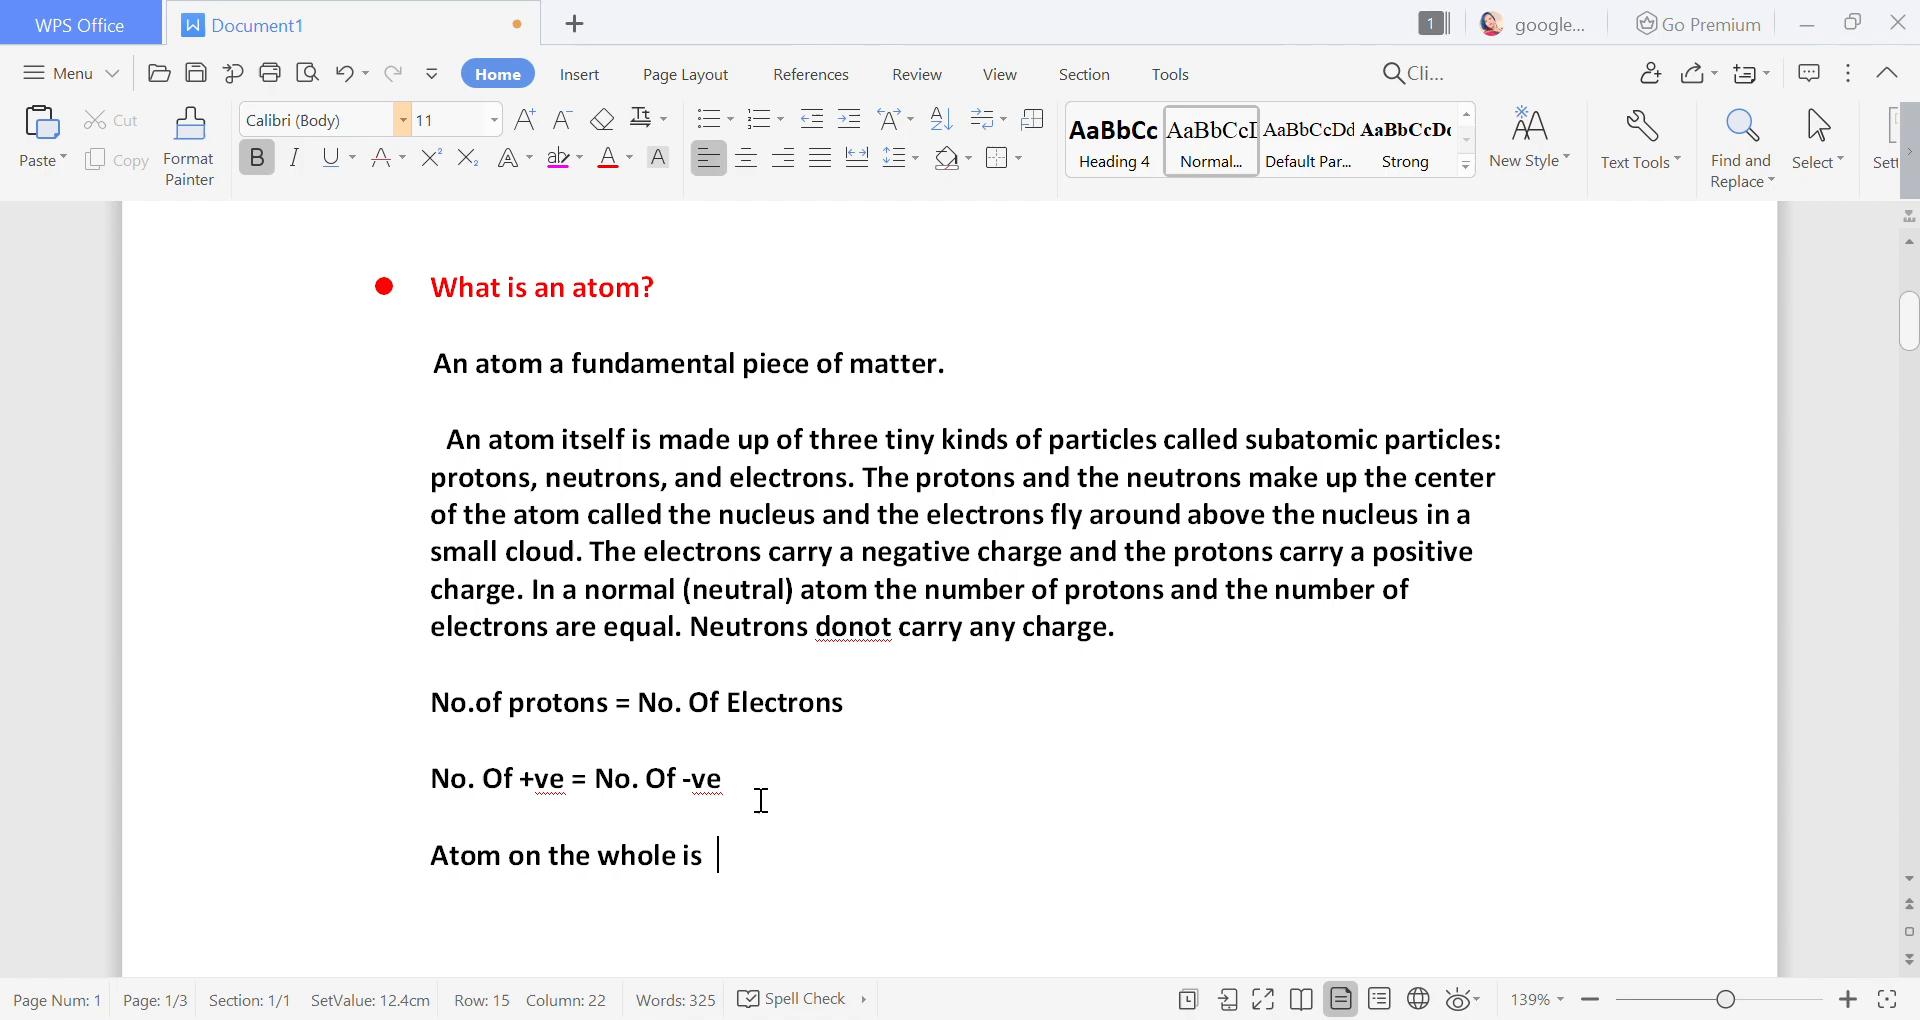 WPS Office
Document1
1
google...
Go Premium
Menu
Home
Insert
Page Layout
References
Review
View
Section
Tools
Cli...
Paste
Cut
Copy
Format
Painter
Calibri (Body)
11
AaBbCc
Heading 4
AaBbCcI
Normal...
AaBbCcDd
Default Par...
AaBbCcD
Strong
New Style
Text Tools
Find and
Replace
Select
Sett
What is an atom?
An atom a fundamental piece of matter.
An atom itself is made up of three tiny kinds of particles called subatomic particles:
protons, neutrons, and electrons. The protons and the neutrons make up the center
of the atom called the nucleus and the electrons fly around above the nucleus in a
small cloud. The electrons carry a negative charge and the protons carry a positive
charge. In a normal (neutral) atom the number of protons and the number of
electrons are equal. Neutrons donot carry any charge.
No.of protons = No. Of Electrons
No. Of +ve = No. Of -ve
Atom on the whole is
Page Num: 1 Page: 1/3 Section: 1/1 SetValue: 12.4cm Row: 15 Column: 22 Words: 325 Spell Check 139%